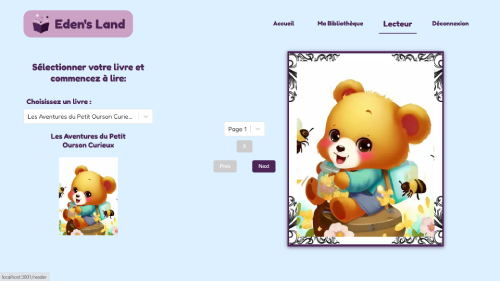 Eden's Land
Accueil
Ma Bibliothèque
Lecteur
Déconnexion
Sélectionner votre livre et
commencez à lire:
Choisissez un livre :
Les Aventures du Petit Ourson Curie...
Les Aventures du Petit
Ourson Curieux
Page 1
Prev
Next
localhost:3001/reader